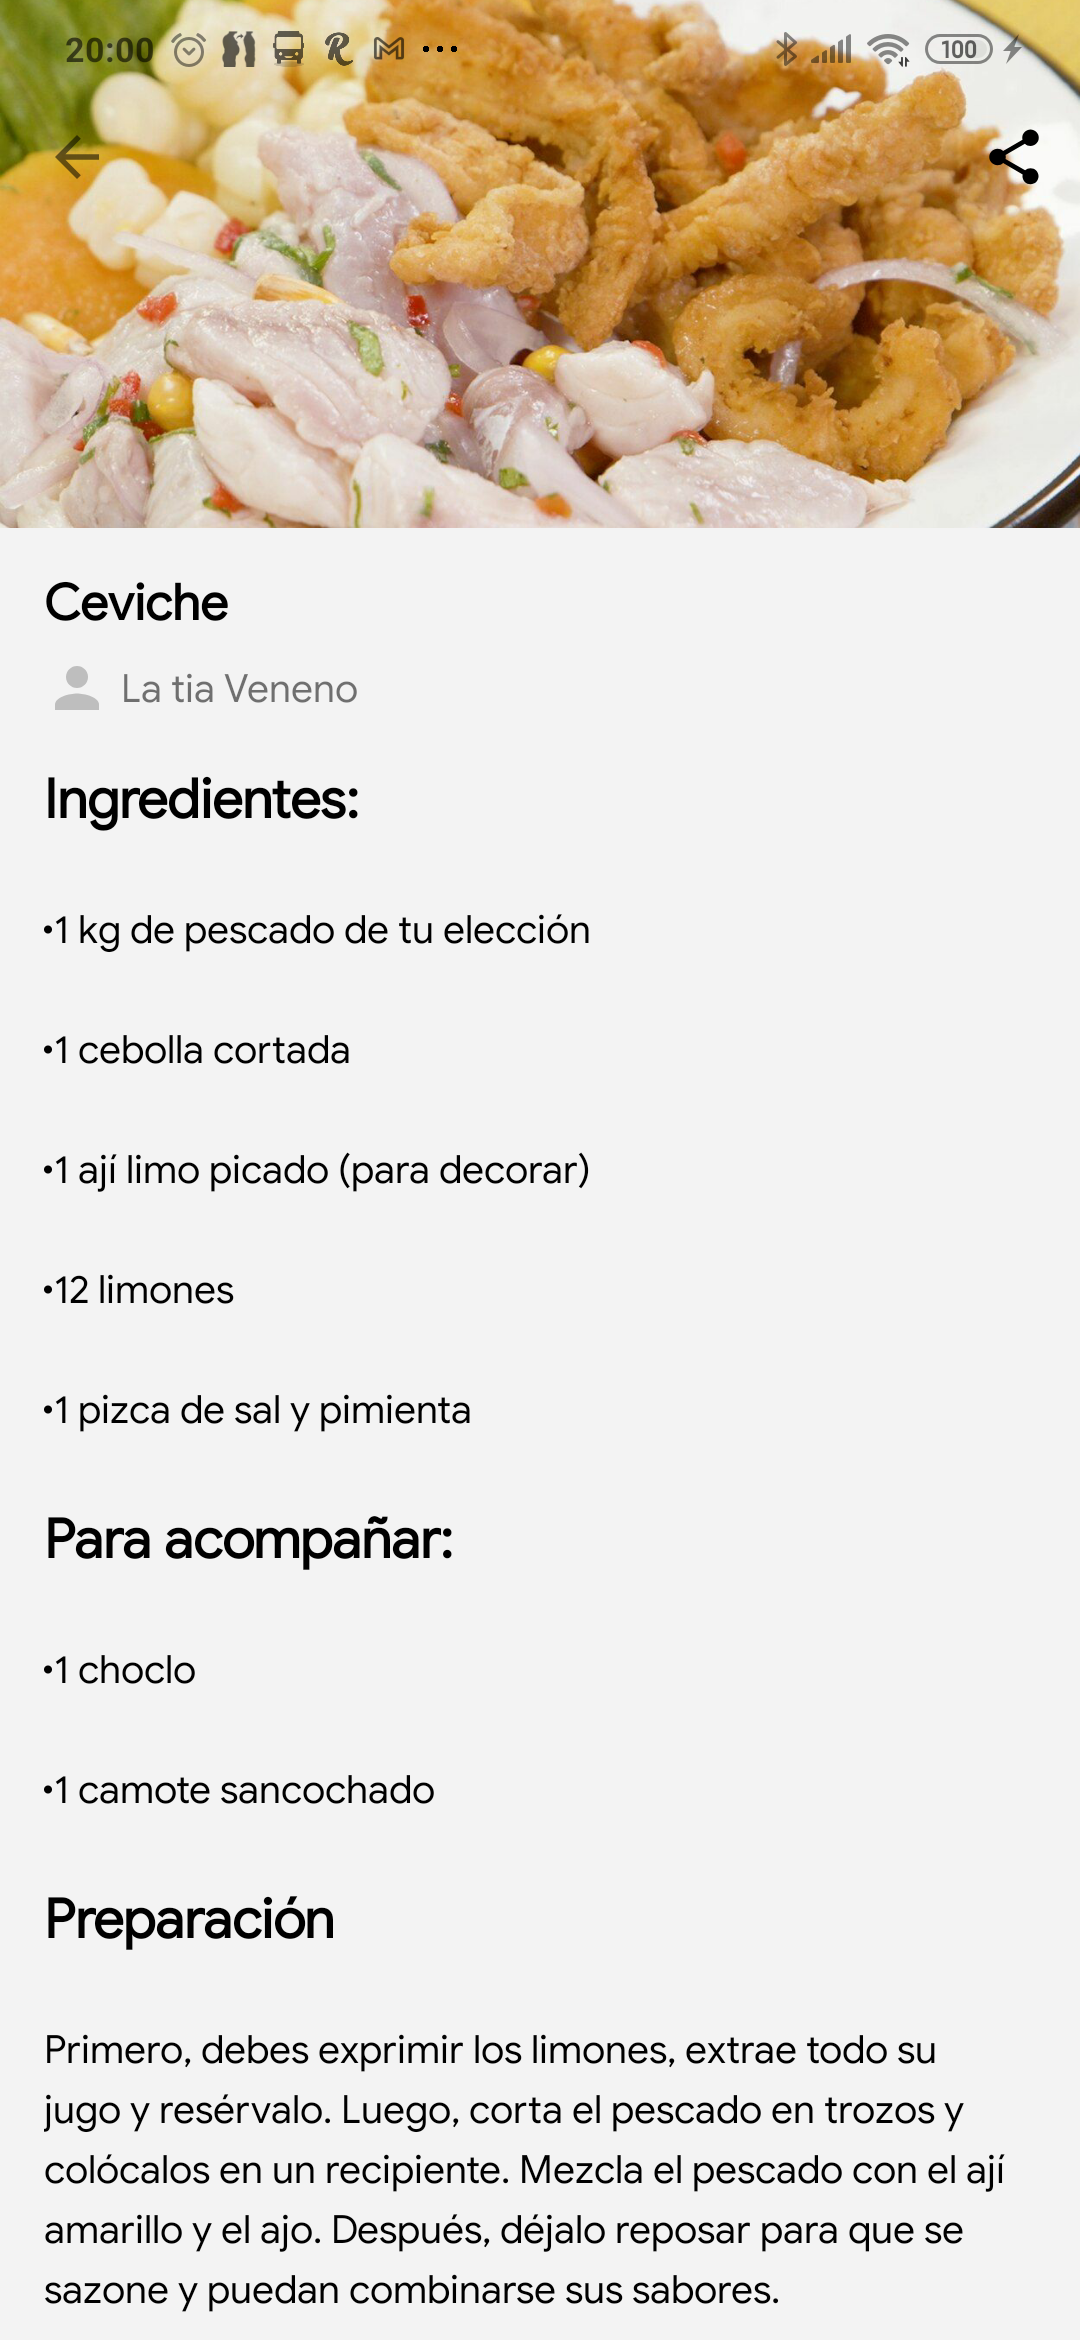 20:00
100
Ceviche
La tia Veneno
Ingredientes:
•1 kg de pescado de tu elección
•1 cebolla cortada
•1 ají limo picado (para decorar)
•12 limones
•1 pizca de sal y pimienta
Para acompañar:
•1 choclo
•1 camote sancochado
Preparación
Primero, debes exprimir los limones, extrae todo su
jugo y resérvalo. Luego, corta el pescado en trozos y
colócalos en un recipiente. Mezcla el pescado con el ají
amarillo y el ajo. Después, déjalo reposar para que se
sazone y puedan combinarse sus sabores.